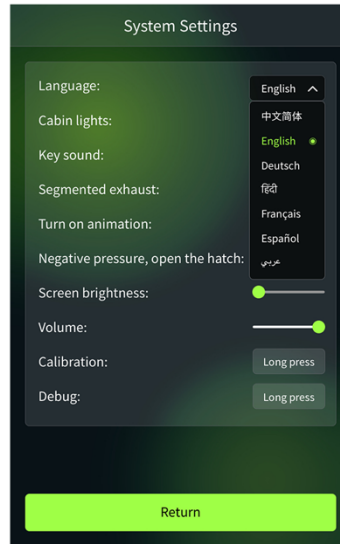 System Settings
Language:
English
Cabin lights:
中文简体
English
Key sound:
Deutsch
Segmented exhaust:
हिंदी
Turn on animation:
Français
Español
Negative pressure, open the hatch:
عربي
Screen brightness:
Volume:
Calibration:
Long press
Debug:
Long press
Return